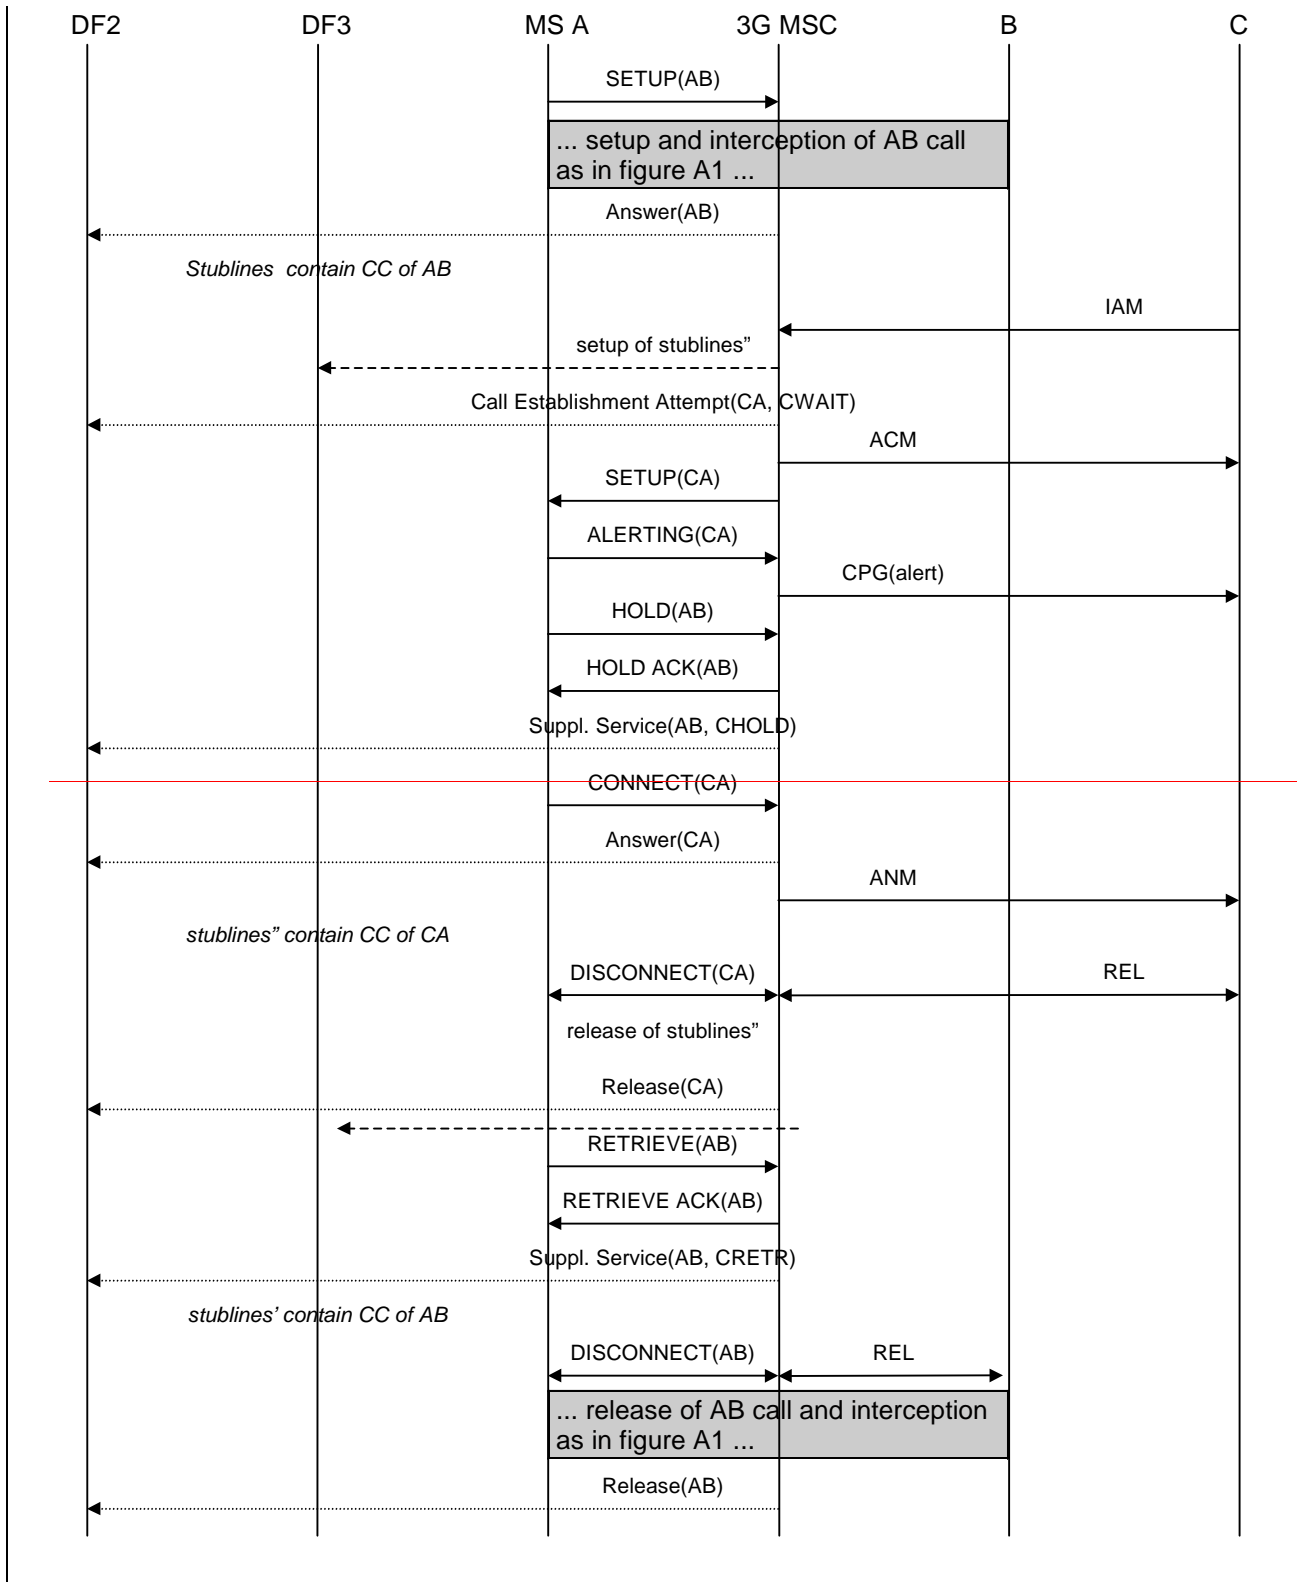 DF2 DF3 MS A 3G MSC B C
SETUP(AB)
... setup and interception of AB call
as in figure A1 ...
Answer(AB)
Stublines contain CC of AB
IAM
setup of stublines”
Call Establishment Attempt(CA, CWAIT)
ACM
SETUP(CA)
ALERTING(CA)
CPG(alert)
HOLD(AB)
HOLD ACK(AB)
Suppl. Service(AB, CHOLD)
CONNECT(CA)
Answer(CA)
ANM
stublines” contain CC of CA
DISCONNECT(CA) REL
release of stublines”
Release(CA)
RETRIEVE(AB)
RETRIEVE ACK(AB)
Suppl. Service(AB, CRETR)
stublines’ contain CC of AB
DISCONNECT(AB) REL
... release of AB call and interception
as in figure A1 ...
Release(AB)